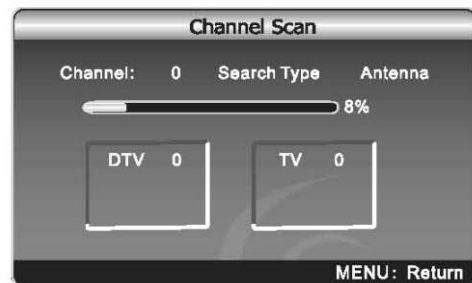 Channel Scan
Channel: 0 Search Type Antenna
8%
DTV 0 TV 0
MENU: Return